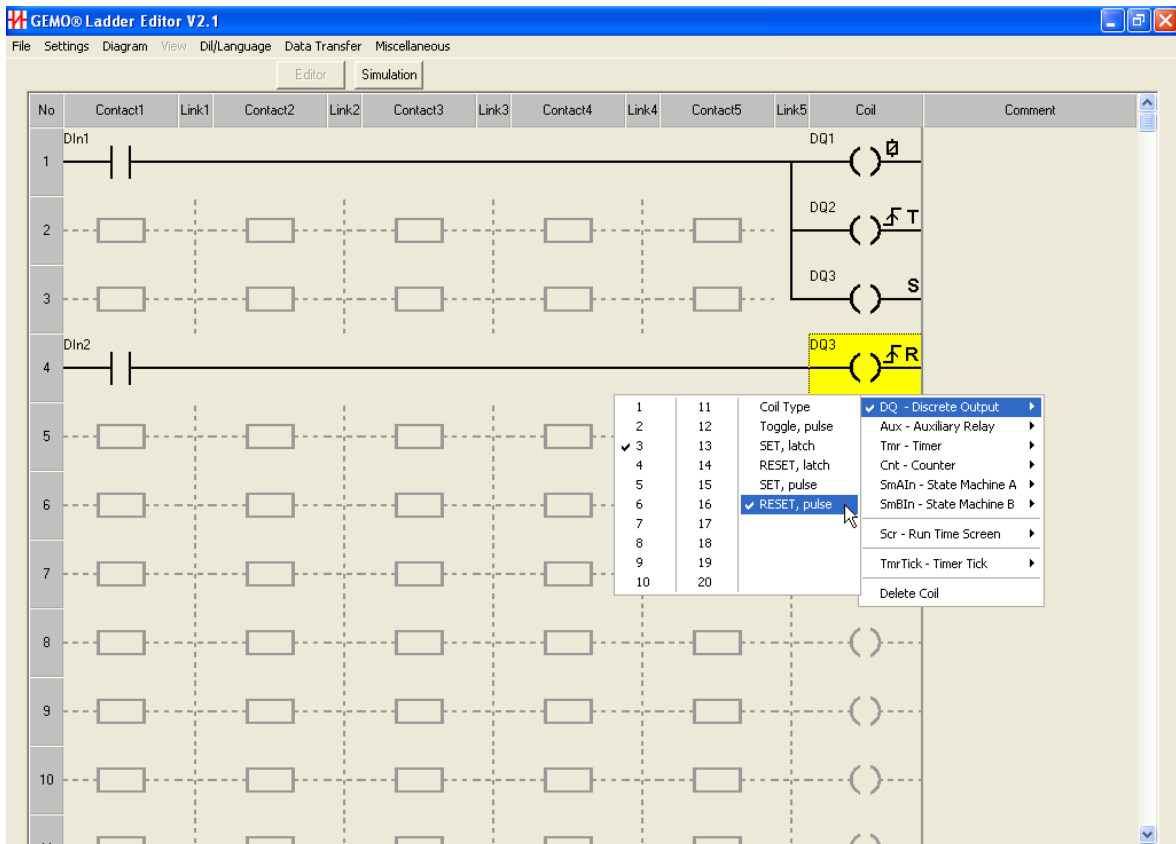 GEMO® Ladder Editor V2.1
File Settings Diagram View Dil/Language Data Transfer Miscellaneous
Editor Simulation
No Contact1 Link1 Contact2 Link2 Contact3 Link3 Contact4 Link4 Contact5 Link5 Coil Comment
DIn1 DQ1
1
DQ2
2 T
DQ3
3 S
DIn2 DQ3
4 R
1 11 Coil Type DQ - Discrete Output
2 12 Toggle, pulse Aux - Auxiliary Relay
5 3 13 SET, latch Tmr - Timer
4 14 RESET, latch Cnt - Counter
5 15 SET, pulse SmAIn - State Machine A
6 6 16 RESET, pulse SmBIn - State Machine B
7 17
8 18 Scr - Run Time Screen
7 9 19 TmrTick - Timer Tick
10 20
Delete Coil
8
9
10